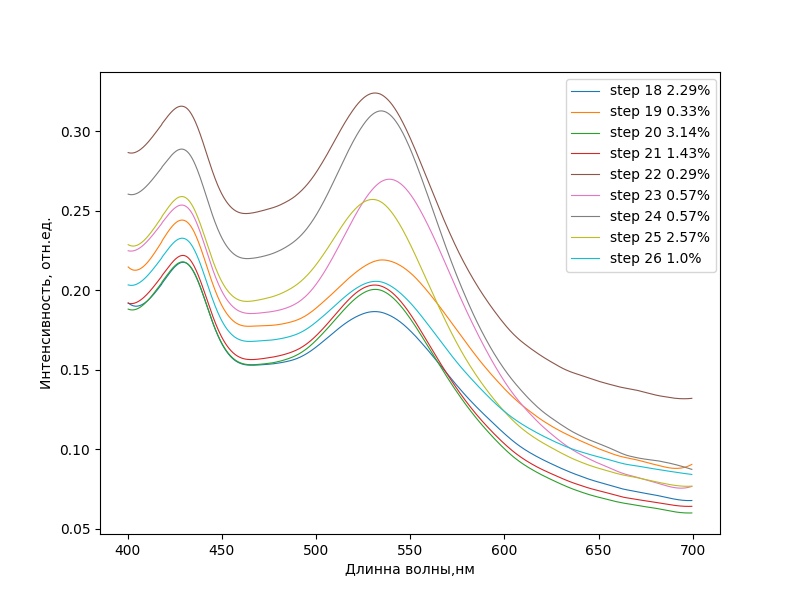 0.30
0.25
0.20
0.15
0.10
0.05
Интенсивность, отн.ед.
400
450
500
550
600
650
700
Длинна волны,нм
step 18 2.29%
step 19 0.33%
step 20 3.14%
step 21 1.43%
step 22 0.29%
step 23 0.57%
step 24 0.57%
step 25 2.57%
step 26 1.0%